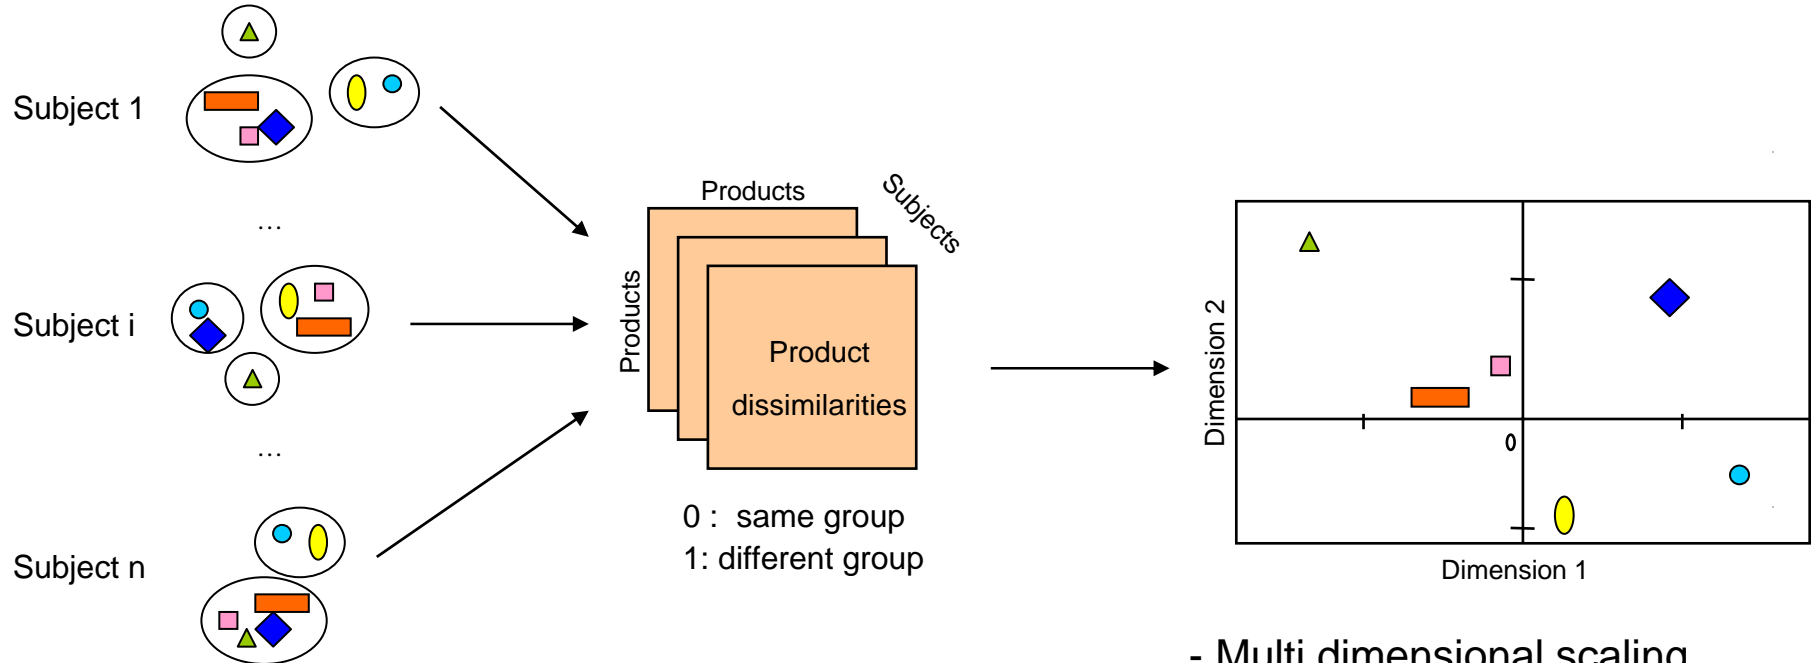 Subject 1
...
Subject i
...
Subject n
Products
Subjects
Products
Product
dissimilarities
0 : same group
1: different group
Dimension 2
0
Dimension 1
- Multi dimensional scaling